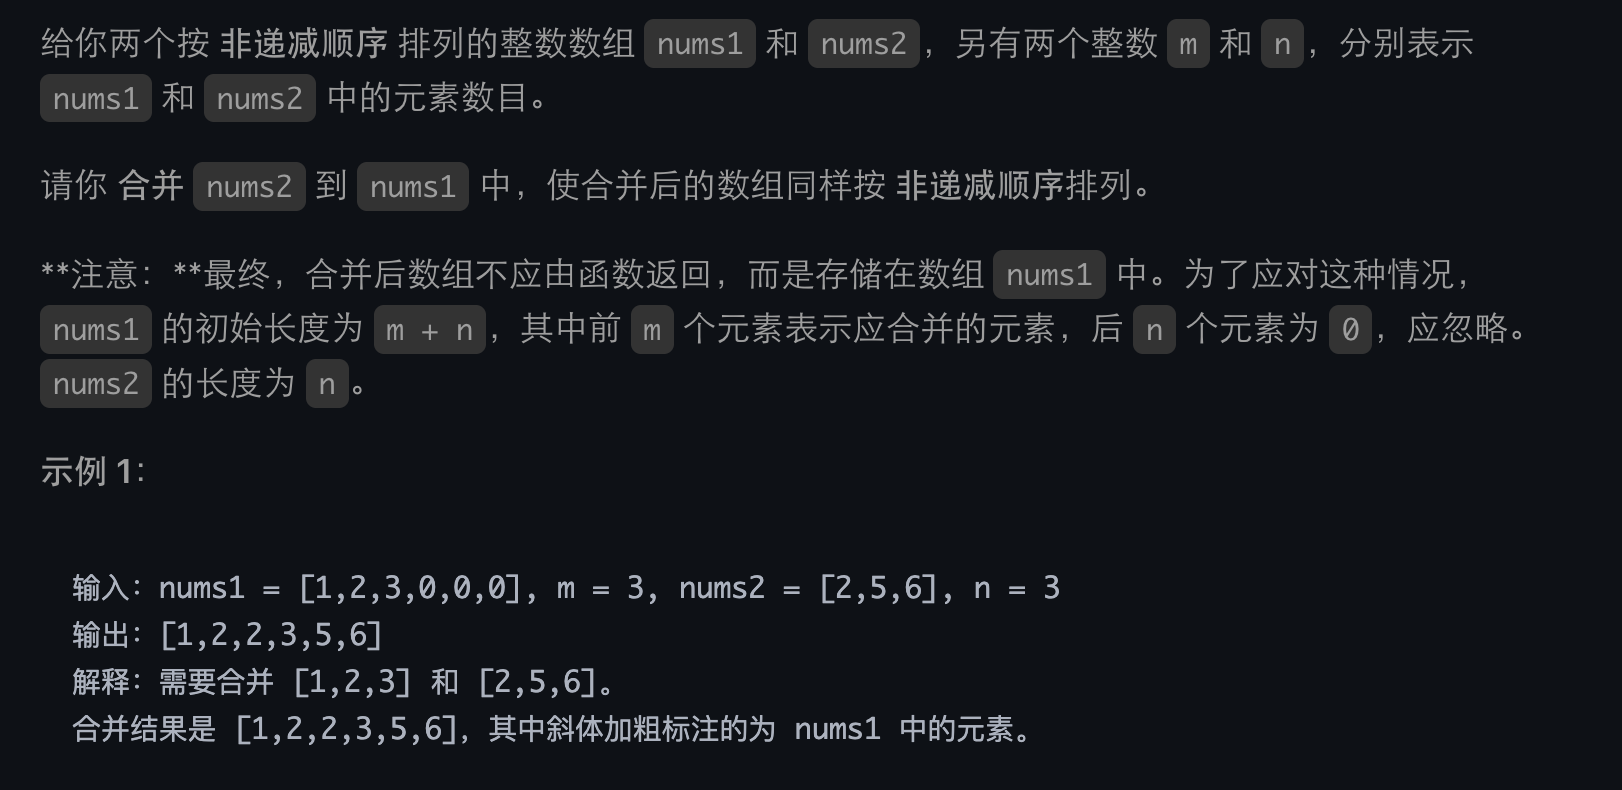 给你两个按 非递减顺序 排列的整数数组 nums1 和 nums2，另有两个整数 m 和 n，分别表示
nums1 和 nums2 中的元素数目。
请你 合并 nums2 到 nums1 中，使合并后的数组同样按 非递减顺序排列。
**注意：**最终，合并后数组不应由函数返回，而是存储在数组 nums1 中。为了应对这种情况，
nums1 的初始长度为 m + n，其中前 m 个元素表示应合并的元素，后 n 个元素为 0，应忽略。
nums2 的长度为 n。
示例 1：
输入：nums1 = [1,2,3,0,0,0], m = 3, nums2 = [2,5,6], n = 3
输出：[1,2,2,3,5,6]
解释：需要合并 [1,2,3] 和 [2,5,6]。
合并结果是 [1,2,2,3,5,6]，其中斜体加粗标注的为 nums1 中的元素。